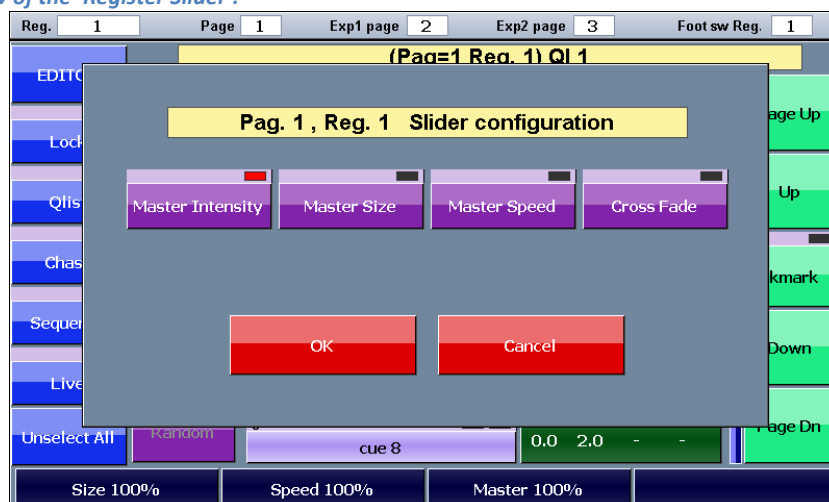 of the 'Register Slider'.
Reg. 1 Page 1 Exp1 page 2 Exp2 page 3 Foot sw Reg. 1
(Pag=1 Reg. 1) Ql 1
EDITO
Pag. 1 , Reg. 1 Slider configuration
age Up
Lock
Master Intensity Master Size Master Speed Cross Fade
Qlis
Up
Chas
kmark
Sequen
OK Cancel
Down
Live
Unselect All Random cue 8 0.0 2.0 - - age Dn
Size 100% Speed 100% Master 100%